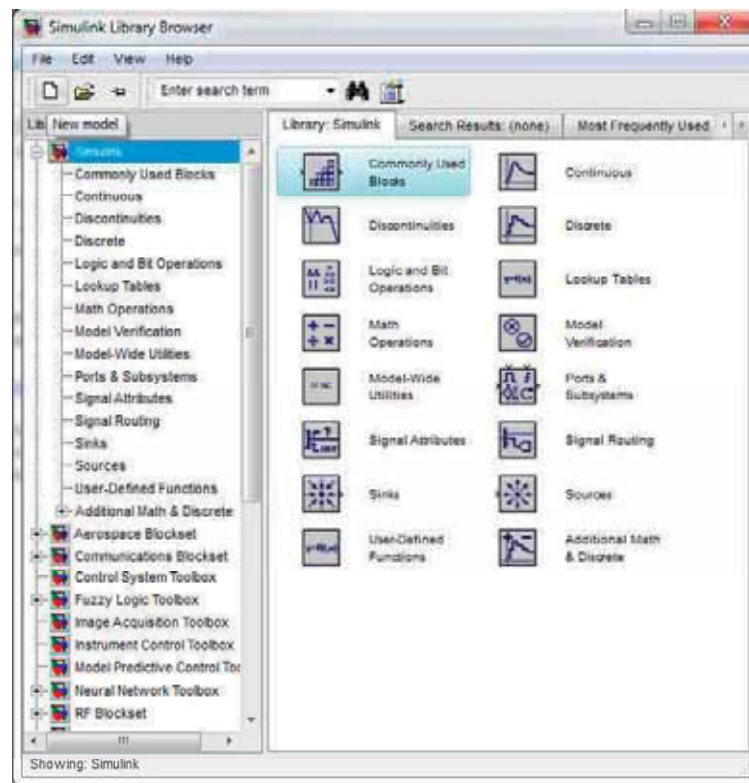 Simulink Library Browser
File Edit View Help
Enter search term
Lib
New model
Simulink
Commonly Used Blocks
Continuous
Discontinuities
Discrete
Logic and Bit Operations
Lookup Tables
Math Operations
Model Verification
Model-Wide Utilities
Ports & Subsystems
Signal Attributes
Signal Routing
Sinks
Sources
User-Defined Functions
Additional Math & Discrete
Aerospace Blockset
Communications Blockset
Control System Toolbox
Fuzzy Logic Toolbox
Image Acquisition Toolbox
Instrument Control Toolbox
Model Predictive Control Too
Neural Network Toolbox
RF Blockset
Library: Simulink Search Results: (none) Most Frequently Used
Commonly Used
Blocks
Continuous
Discontinuities
Discrete
Logic and Bit
Operations
Lookup Tables
Math
Operations
Model
Verification
Model-Wide
Utilities
Ports &
Subsystems
Signal Attributes
Signal Routing
Sinks
Sources
User-Defined
Functions
Additional Math
& Discrete
Showing: Simulink